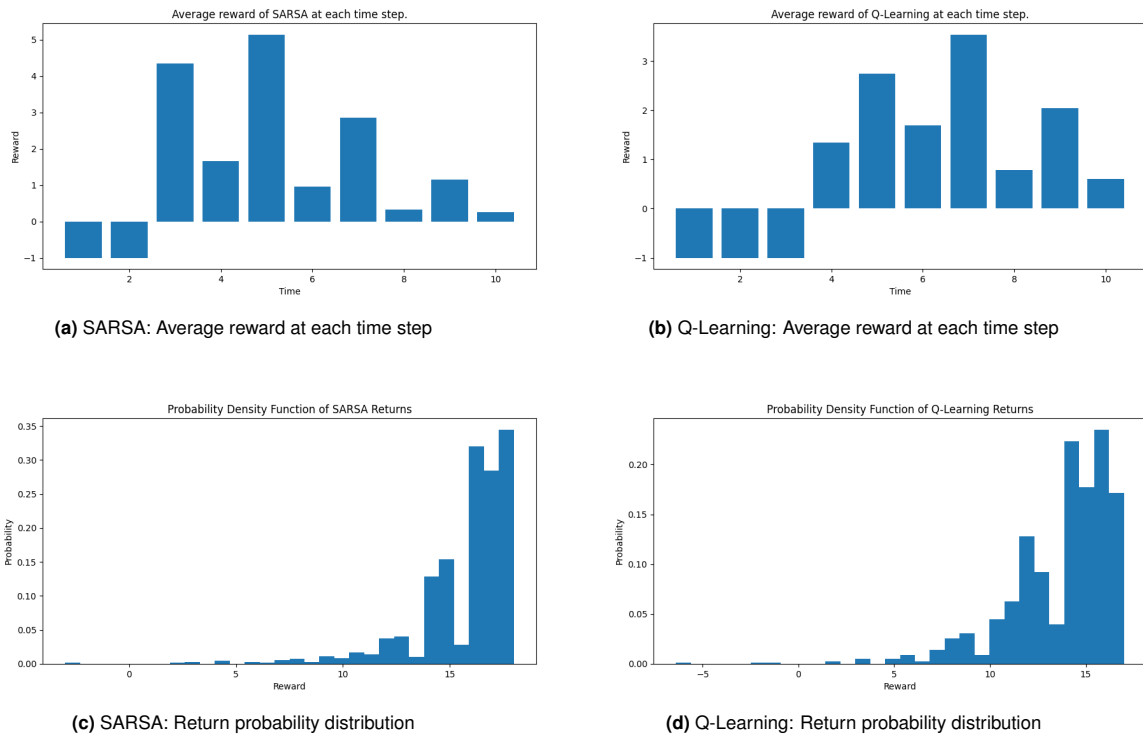 Average reward of SARSA at each time step.
5
4
3
2
1
0
−1
Reward
2
4
6
8
10
Time
(a) SARSA: Average reward at each time step
Average reward of Q-Learning at each time step.
3
2
1
0
−1
Reward
2
4
6
8
10
Time
(b) Q-Learning: Average reward at each time step
Probability Density Function of SARSA Returns
0.35
0.30
0.25
0.20
0.15
0.10
0.05
0.00
Probability
0
5
10
15
Reward
(c) SARSA: Return probability distribution
Probability Density Function of Q-Learning Returns
0.20
0.15
0.10
0.05
0.00
Probability
−5
0
5
10
15
Reward
(d) Q-Learning: Return probability distribution